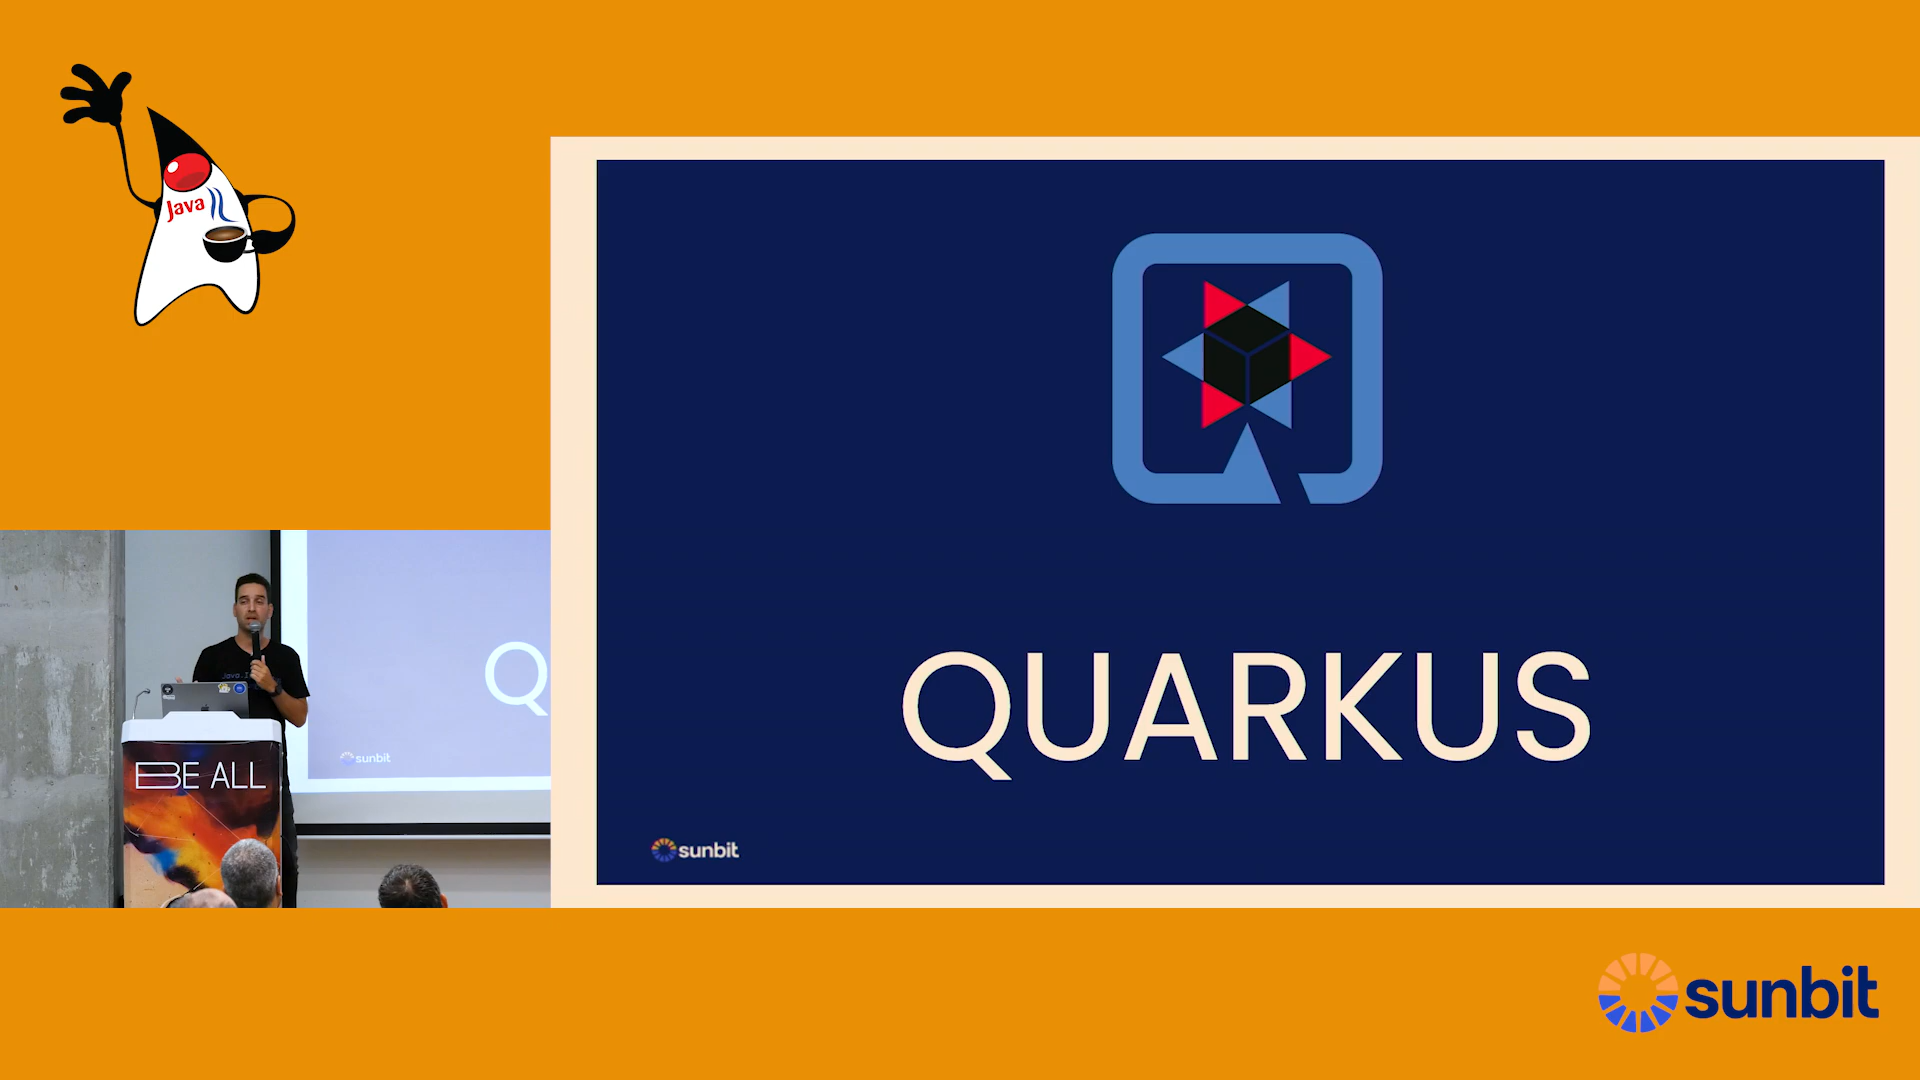 Java
QUARKUS
sunbit
Q
sunbit
BE ALL
sunbit